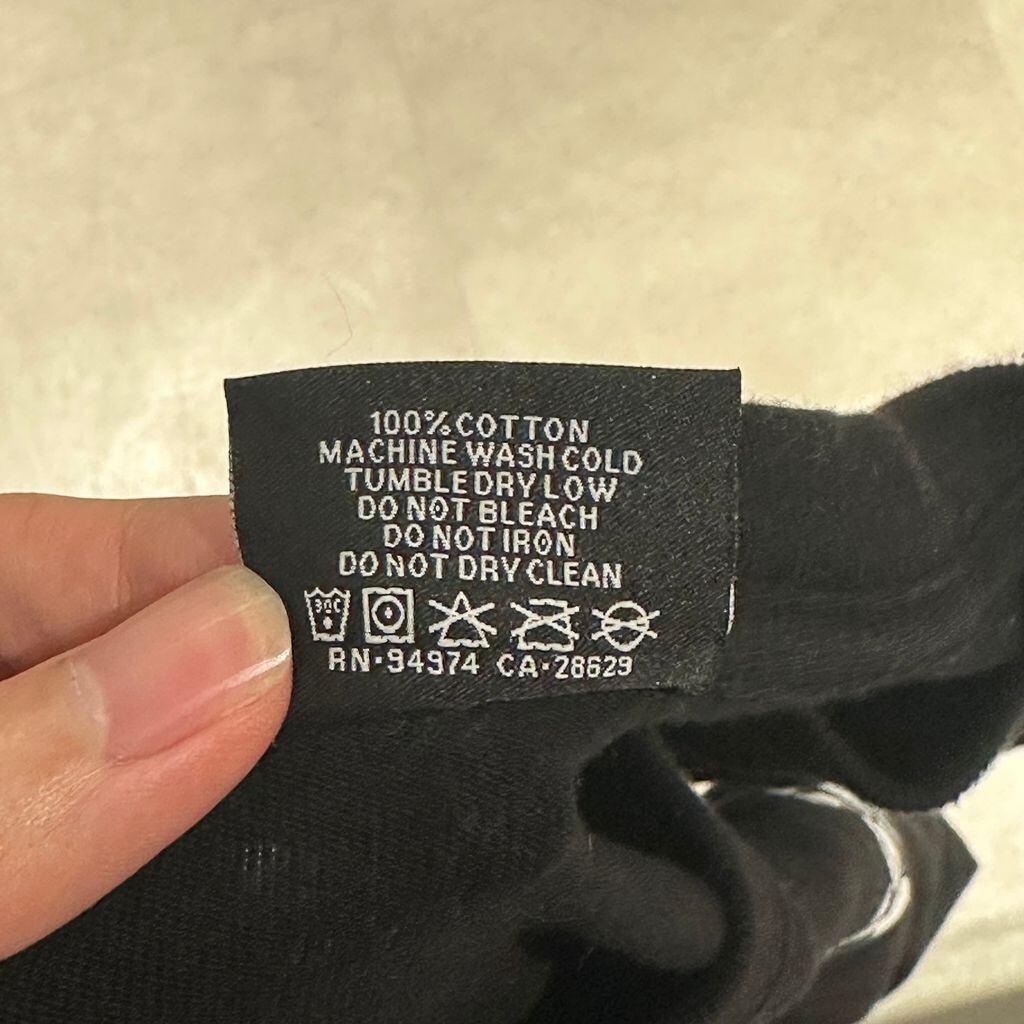 100% COTTON
MACHINE WASH COLD
TUMBLE DRY LOW
DO NOT BLEACH
DO NOT IRON
DO NOT DRY CLEAN
30C
RN·94974 CA·28629